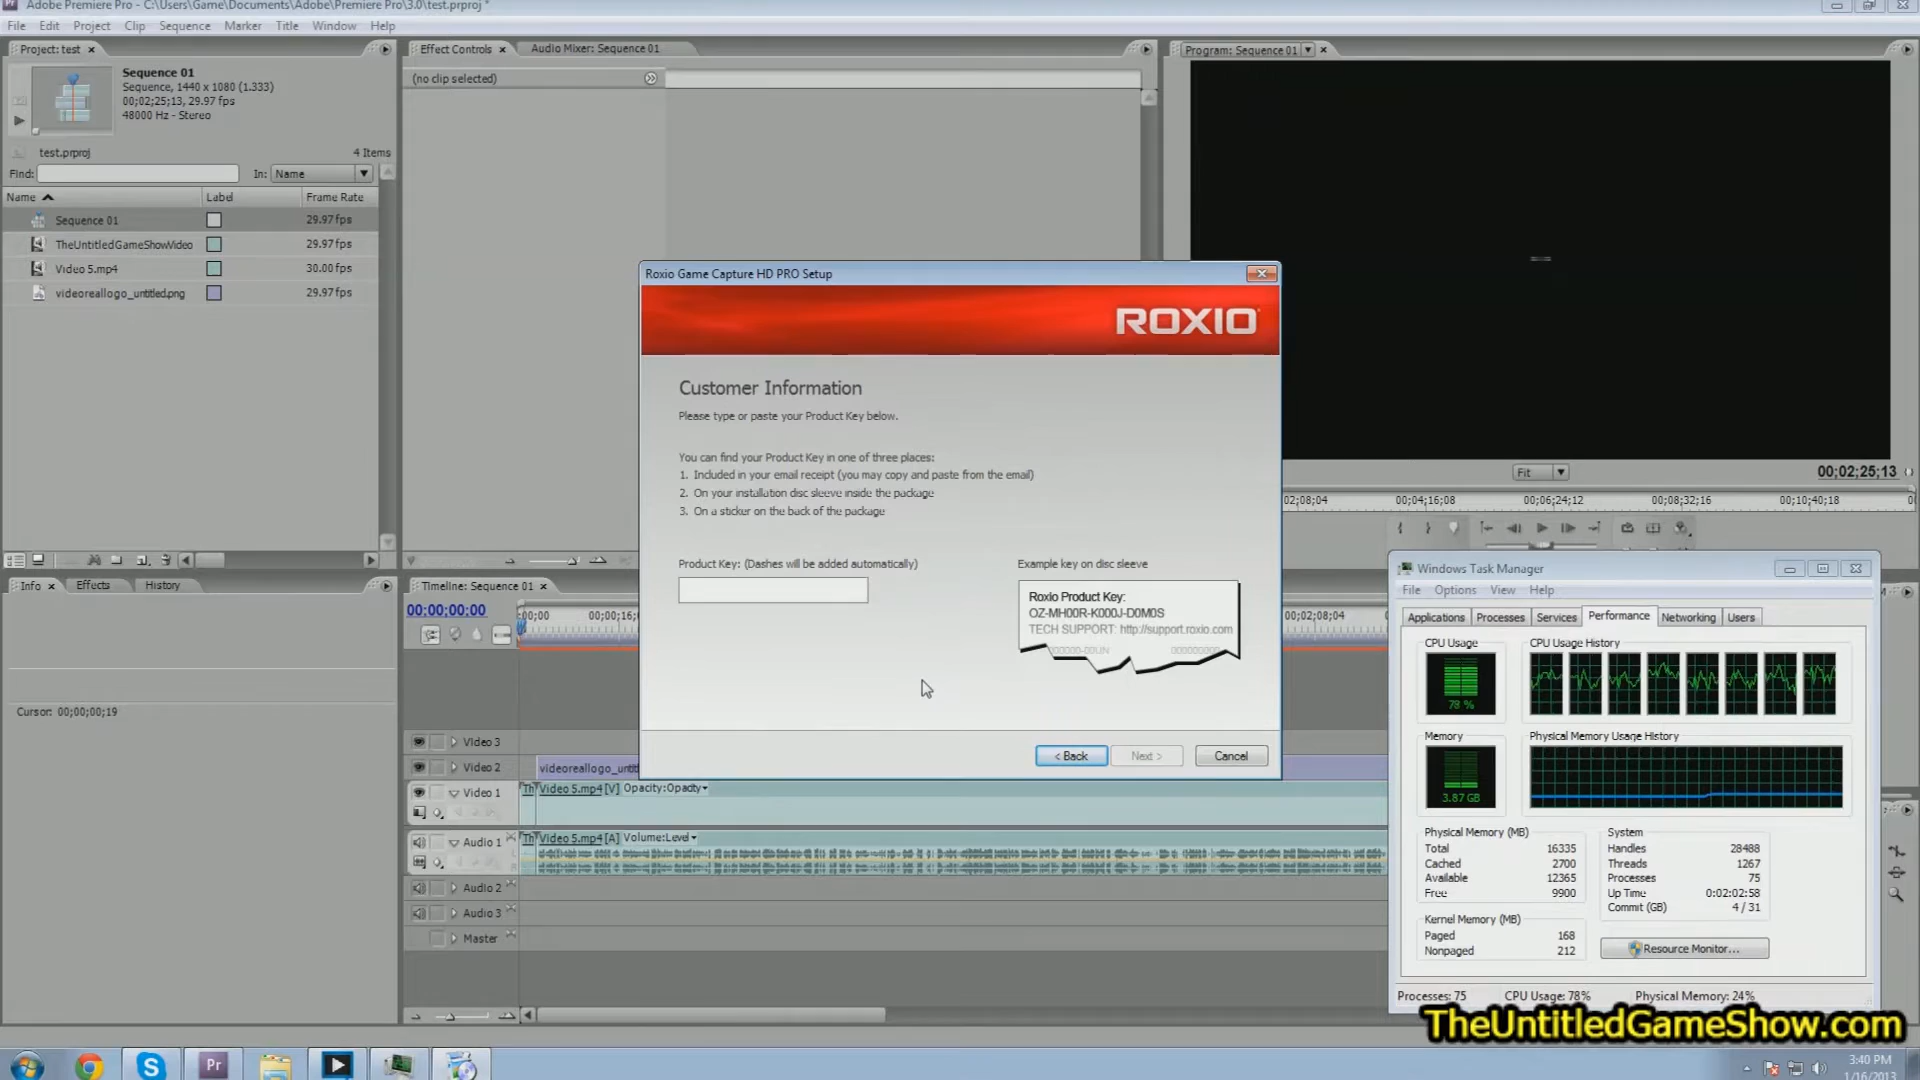 Adobe Premiere Pro - C:\Users\Game\Documents\Adobe\Premiere Pro\3.0\test.prproj *
File Edit Project Clip Sequence Marker Title Window Help
Project: test
Sequence 01
Sequence, 1440 x 1080 (1.333)
00;02;25;13, 29.97 fps
48000 Hz - Stereo
test.prproj 4 Items
Find: In: Name
Name Label Frame Rate
Sequence 01 29.97 fps
TheUntitledGameShowVideo 29.97 fps
Video 5.mp4 30.00 fps
videoreallogo_untitled.png 29.97 fps
Effect Controls Audio Mixer: Sequence 01
(no clip selected)
Program: Sequence 01
Fit 00;02;25;13
02;08;04 00;04;16;08 00;06;24;12 00;08;32;16 00;10;40;18
Roxio Game Capture HD PRO Setup
ROXIO
Customer Information
Please type or paste your Product Key below.
You can find your Product Key in one of three places:
1. Included in your email receipt (you may copy and paste from the email)
2. On your installation disc sleeve inside the package
3. On a sticker on the back of the package
Product Key: (Dashes will be added automatically)
Example key on disc sleeve
Roxio Product Key:
OZ-MH00R-K000J-D0M0S
TECH SUPPORT: http://support.roxio.com
< Back Next > Cancel
Info Effects History
Cursor: 00;00;00;19
Timeline: Sequence 01
00;00;00;00
;00;00 00;00;16; 00;02;08;04
Video 3
Video 2
videoreallogo_untit
Video 1
Th Video 5.mp4 [V] Opacity:Opacity
Audio 1
Th Video 5.mp4 [A] Volume:Level
Audio 2
Audio 3
Master
Windows Task Manager
File Options View Help
Applications Processes Services Performance Networking Users
CPU Usage CPU Usage History
78 %
Memory Physical Memory Usage History
3.87 GB
Physical Memory (MB)
Total 16335
Cached 2700
Available 12365
Free 9900
Kernel Memory (MB)
Paged 168
Nonpaged 212
System
Handles 28488
Threads 1267
Processes 75
Up Time 0:02:02:58
Commit (GB) 4 / 31
Resource Monitor...
Processes: 75 CPU Usage: 78% Physical Memory: 24%
TheUntitledGameShow.com
Pr
3:40 PM
1/16/2013